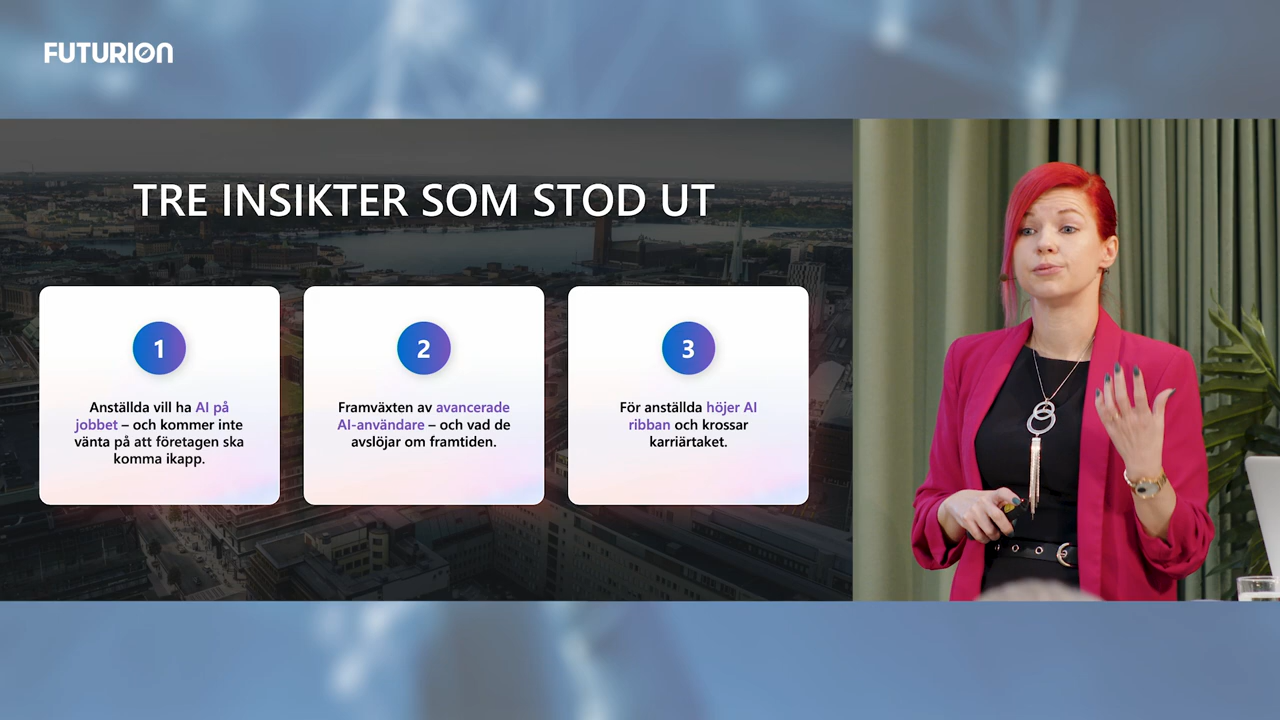 FUTURION
TRE INSIKTER SOM STOD UT
1
Anställda vill ha AI på
jobbet – och kommer inte
vänta på att företagen ska
komma ikapp.
2
Framväxten av avancerade
AI-användare – och vad de
avslöjar om framtiden.
3
För anställda höjer AI
ribban och krossar
karriärtaket.